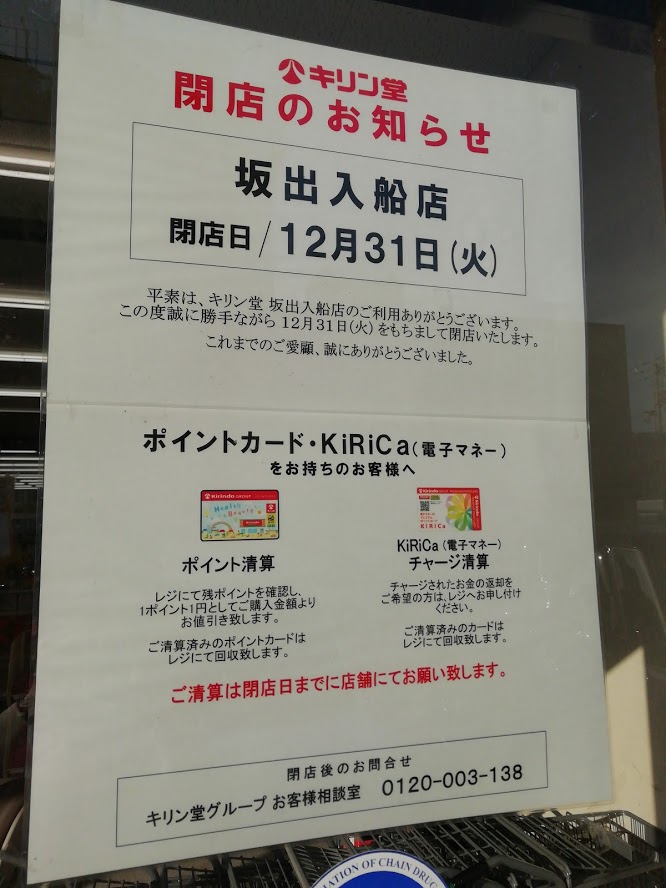 キリン堂
閉店のお知らせ
坂出入船店
閉店日/12月31日(火)
平素は、キリン堂 坂出入船店のご利用ありがとうございます。
この度誠に勝手ながら 12月31日(火)をもちまして閉店いたします。
これまでのご愛顧、誠にありがとうございました。
ポイントカード・KiRiCa(電子マネー)
をお持ちのお客様へ
Kirindo GROUP
Health
Beauty
ポイント清算
レジにて残ポイントを確認し、
1ポイント1円としてご購入金額より
お値引き致します。
ご清算済みのポイントカードは
レジにて回収致します。
Kirindo
KiRiCa
KiRiCa(電子マネー)
チャージ清算
チャージされたお金の返却を
ご希望の方は、レジへお申し付け
ください。
ご清算済みのカードは
レジにて回収致します。
ご清算は閉店日までに店舗にてお願い致します。
閉店後のお問合せ
キリン堂グループ お客様相談室 0120-003-138
OF CHAIN DRUG